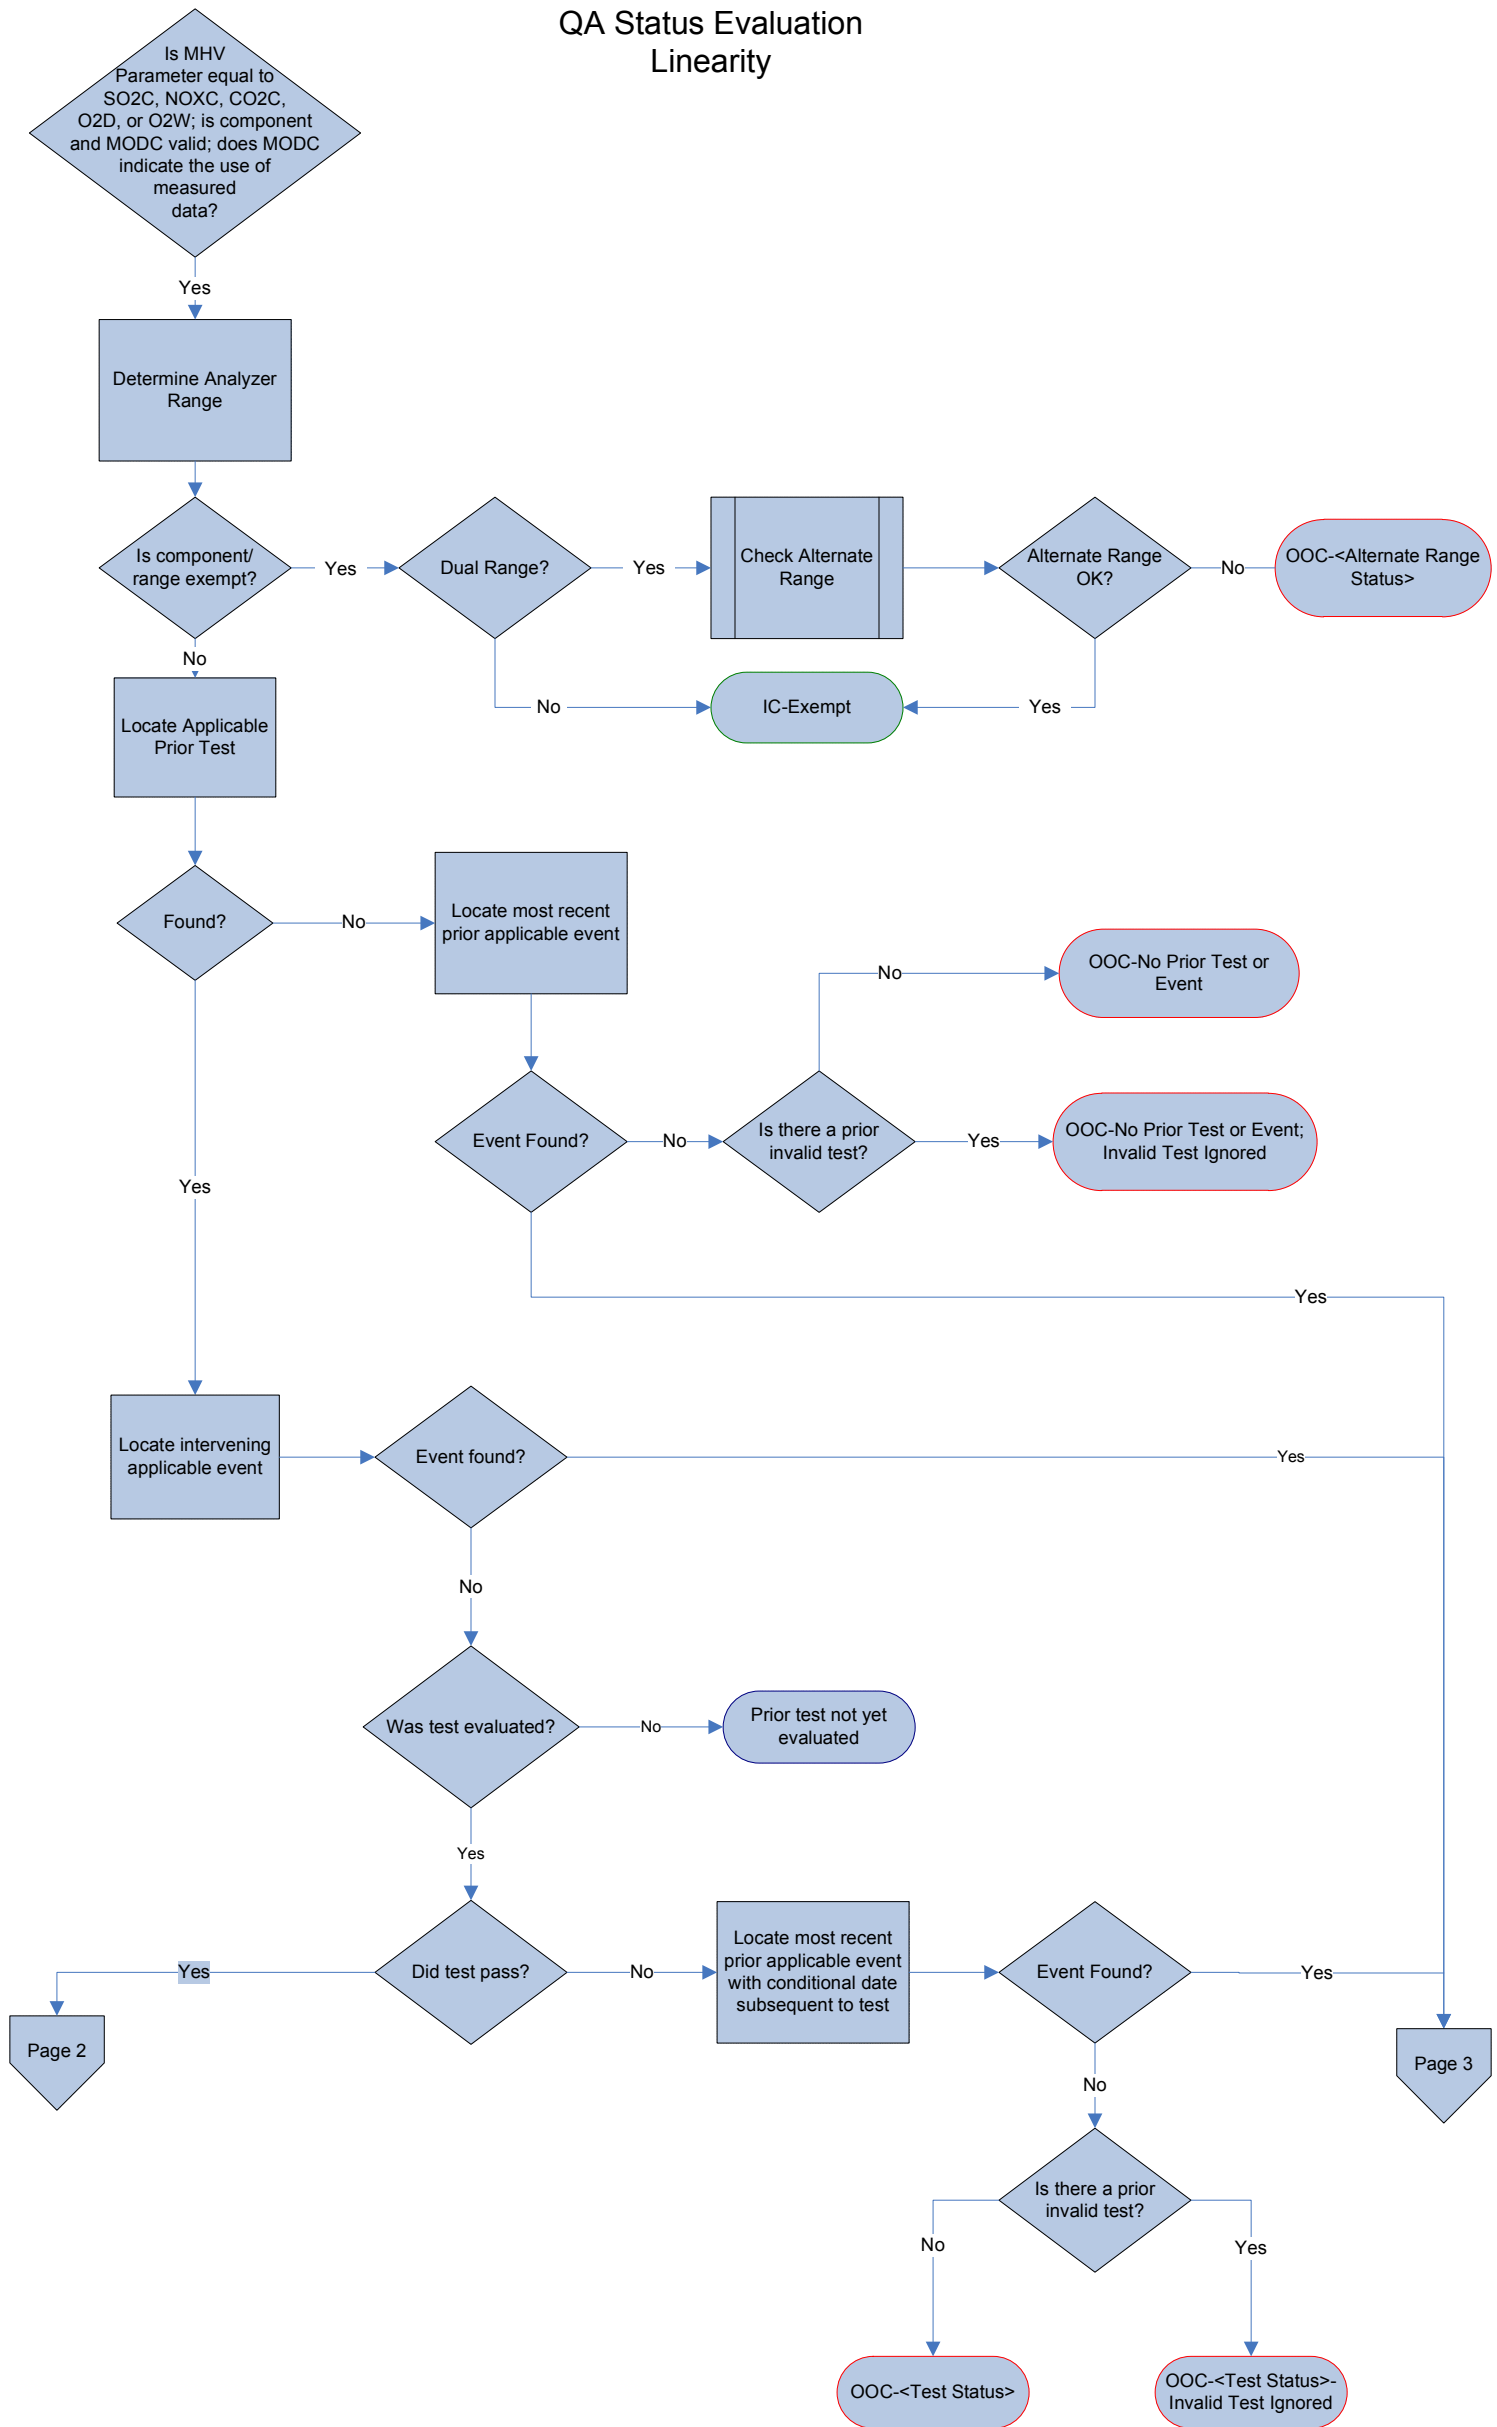 QA Status Evaluation
Linearity
Is MHV
Parameter equal to
SO2C, NOXC, CO2C,
O2D, or O2W; is component
and MODC valid; does MODC
indicate the use of
measured
data?
Yes
Determine Analyzer
Range
Is component/
range exempt?
Yes
Dual Range?
Yes
Check Alternate
Range
Alternate Range
OK?
No
OOC-<Alternate Range
Status>
No
No
IC-Exempt
Yes
Locate Applicable
Prior Test
Found?
No
Locate most recent
prior applicable event
No
OOC-No Prior Test or
Event
Event Found?
No
Is there a prior
invalid test?
Yes
OOC-No Prior Test or Event;
Invalid Test Ignored
Yes
Yes
Locate intervening
applicable event
Event found?
Yes
No
Was test evaluated?
No
Prior test not yet
evaluated
Yes
Yes
Did test pass?
No
Locate most recent
prior applicable event
with conditional date
subsequent to test
Event Found?
Yes
Page 2
Page 3
No
Is there a prior
invalid test?
No
Yes
OOC-<Test Status>
OOC-<Test Status>-
Invalid Test Ignored